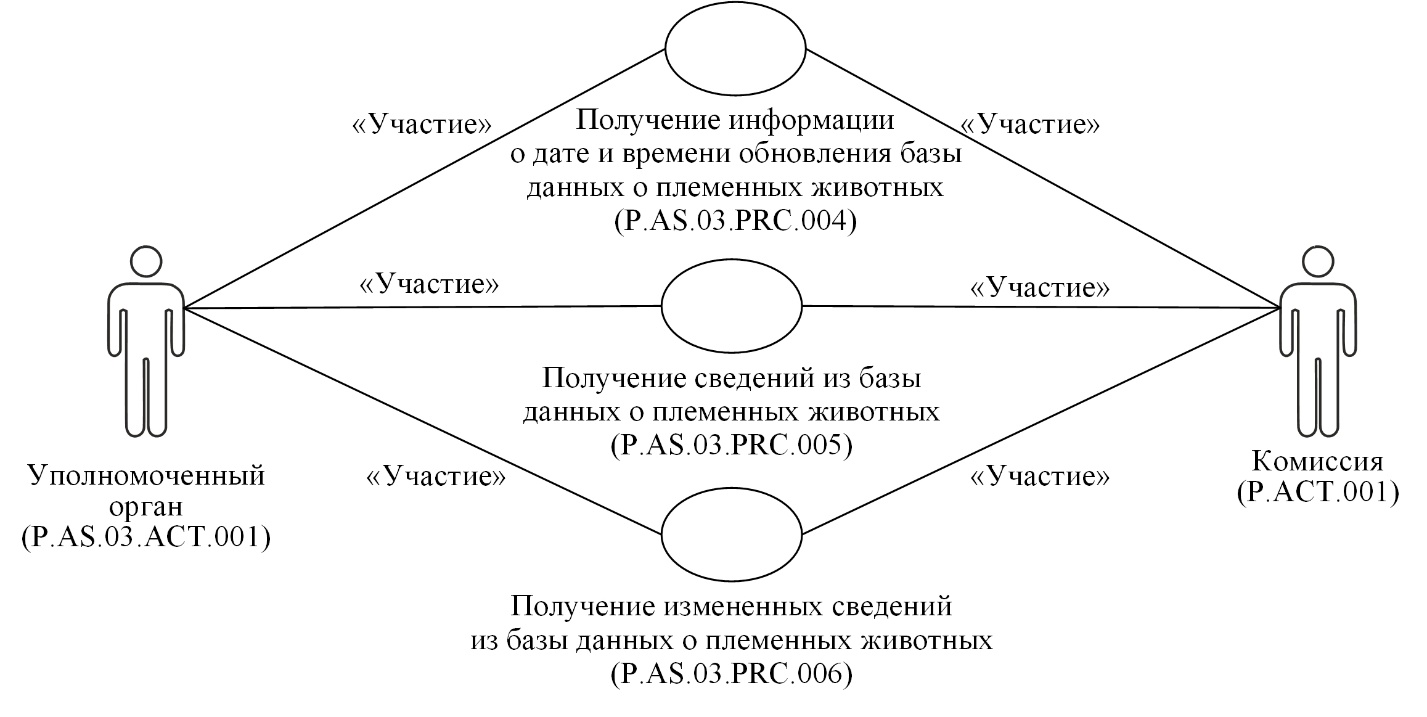 «Участие»
«Участие»
Получение информации
о дате и времени обновления базы
данных о племенных животных
(P.AS.03.PRC.004)
«Участие»
«Участие»
Получение сведений из базы
данных о племенных животных
(P.AS.03.PRC.005)
Уполномоченный
орган
(P.AS.03.ACT.001)
«Участие»
«Участие»
Комиссия
(P.ACT.001)
Получение измененных сведений
из базы данных о племенных животных
(P.AS.03.PRC.006)